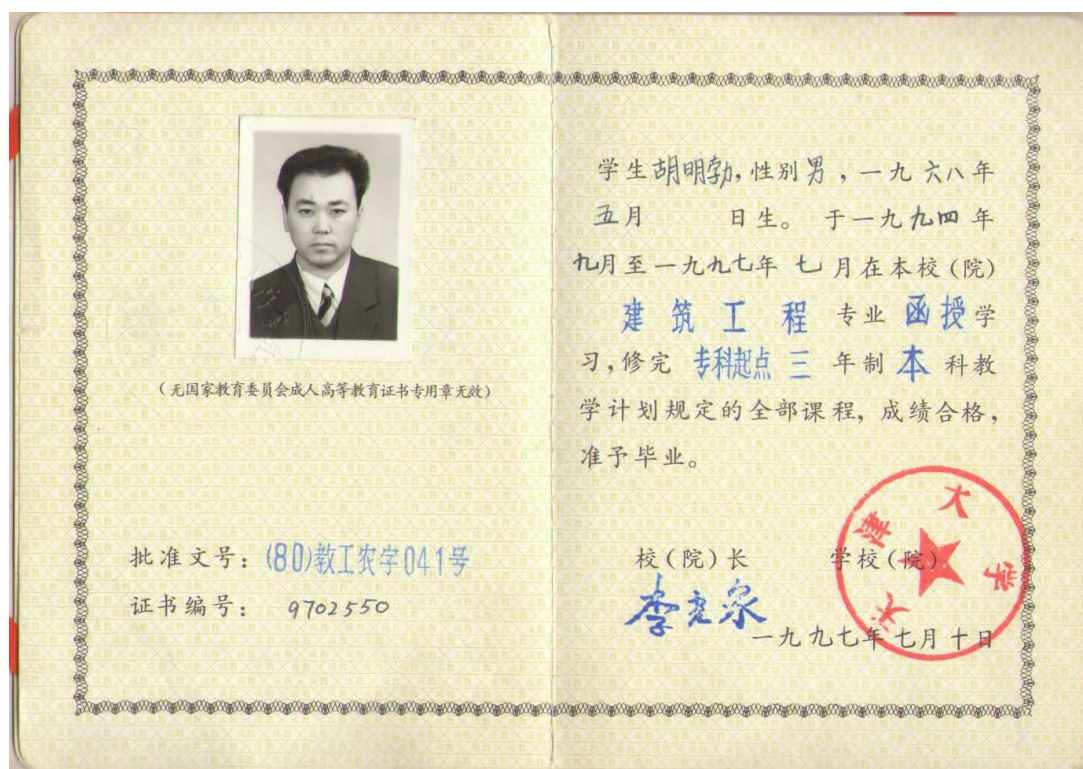 (无国家教育委员会成人高等教育证书专用章无效)
批准文号：(80)教工农字041号
证书编号： 9702550
学生胡明勃，性别男，一九六八年
五月 日生。于一九九四年
九月至一九九七年 七月在本校(院)
建筑工程 专业 函授学
习，修完 专科起点 三 年制 本 科教
学计划规定的全部课程，成绩合格，
准予毕业。
校(院)长 学校(院)
李光泉
一九九七年七月十日
天津大学